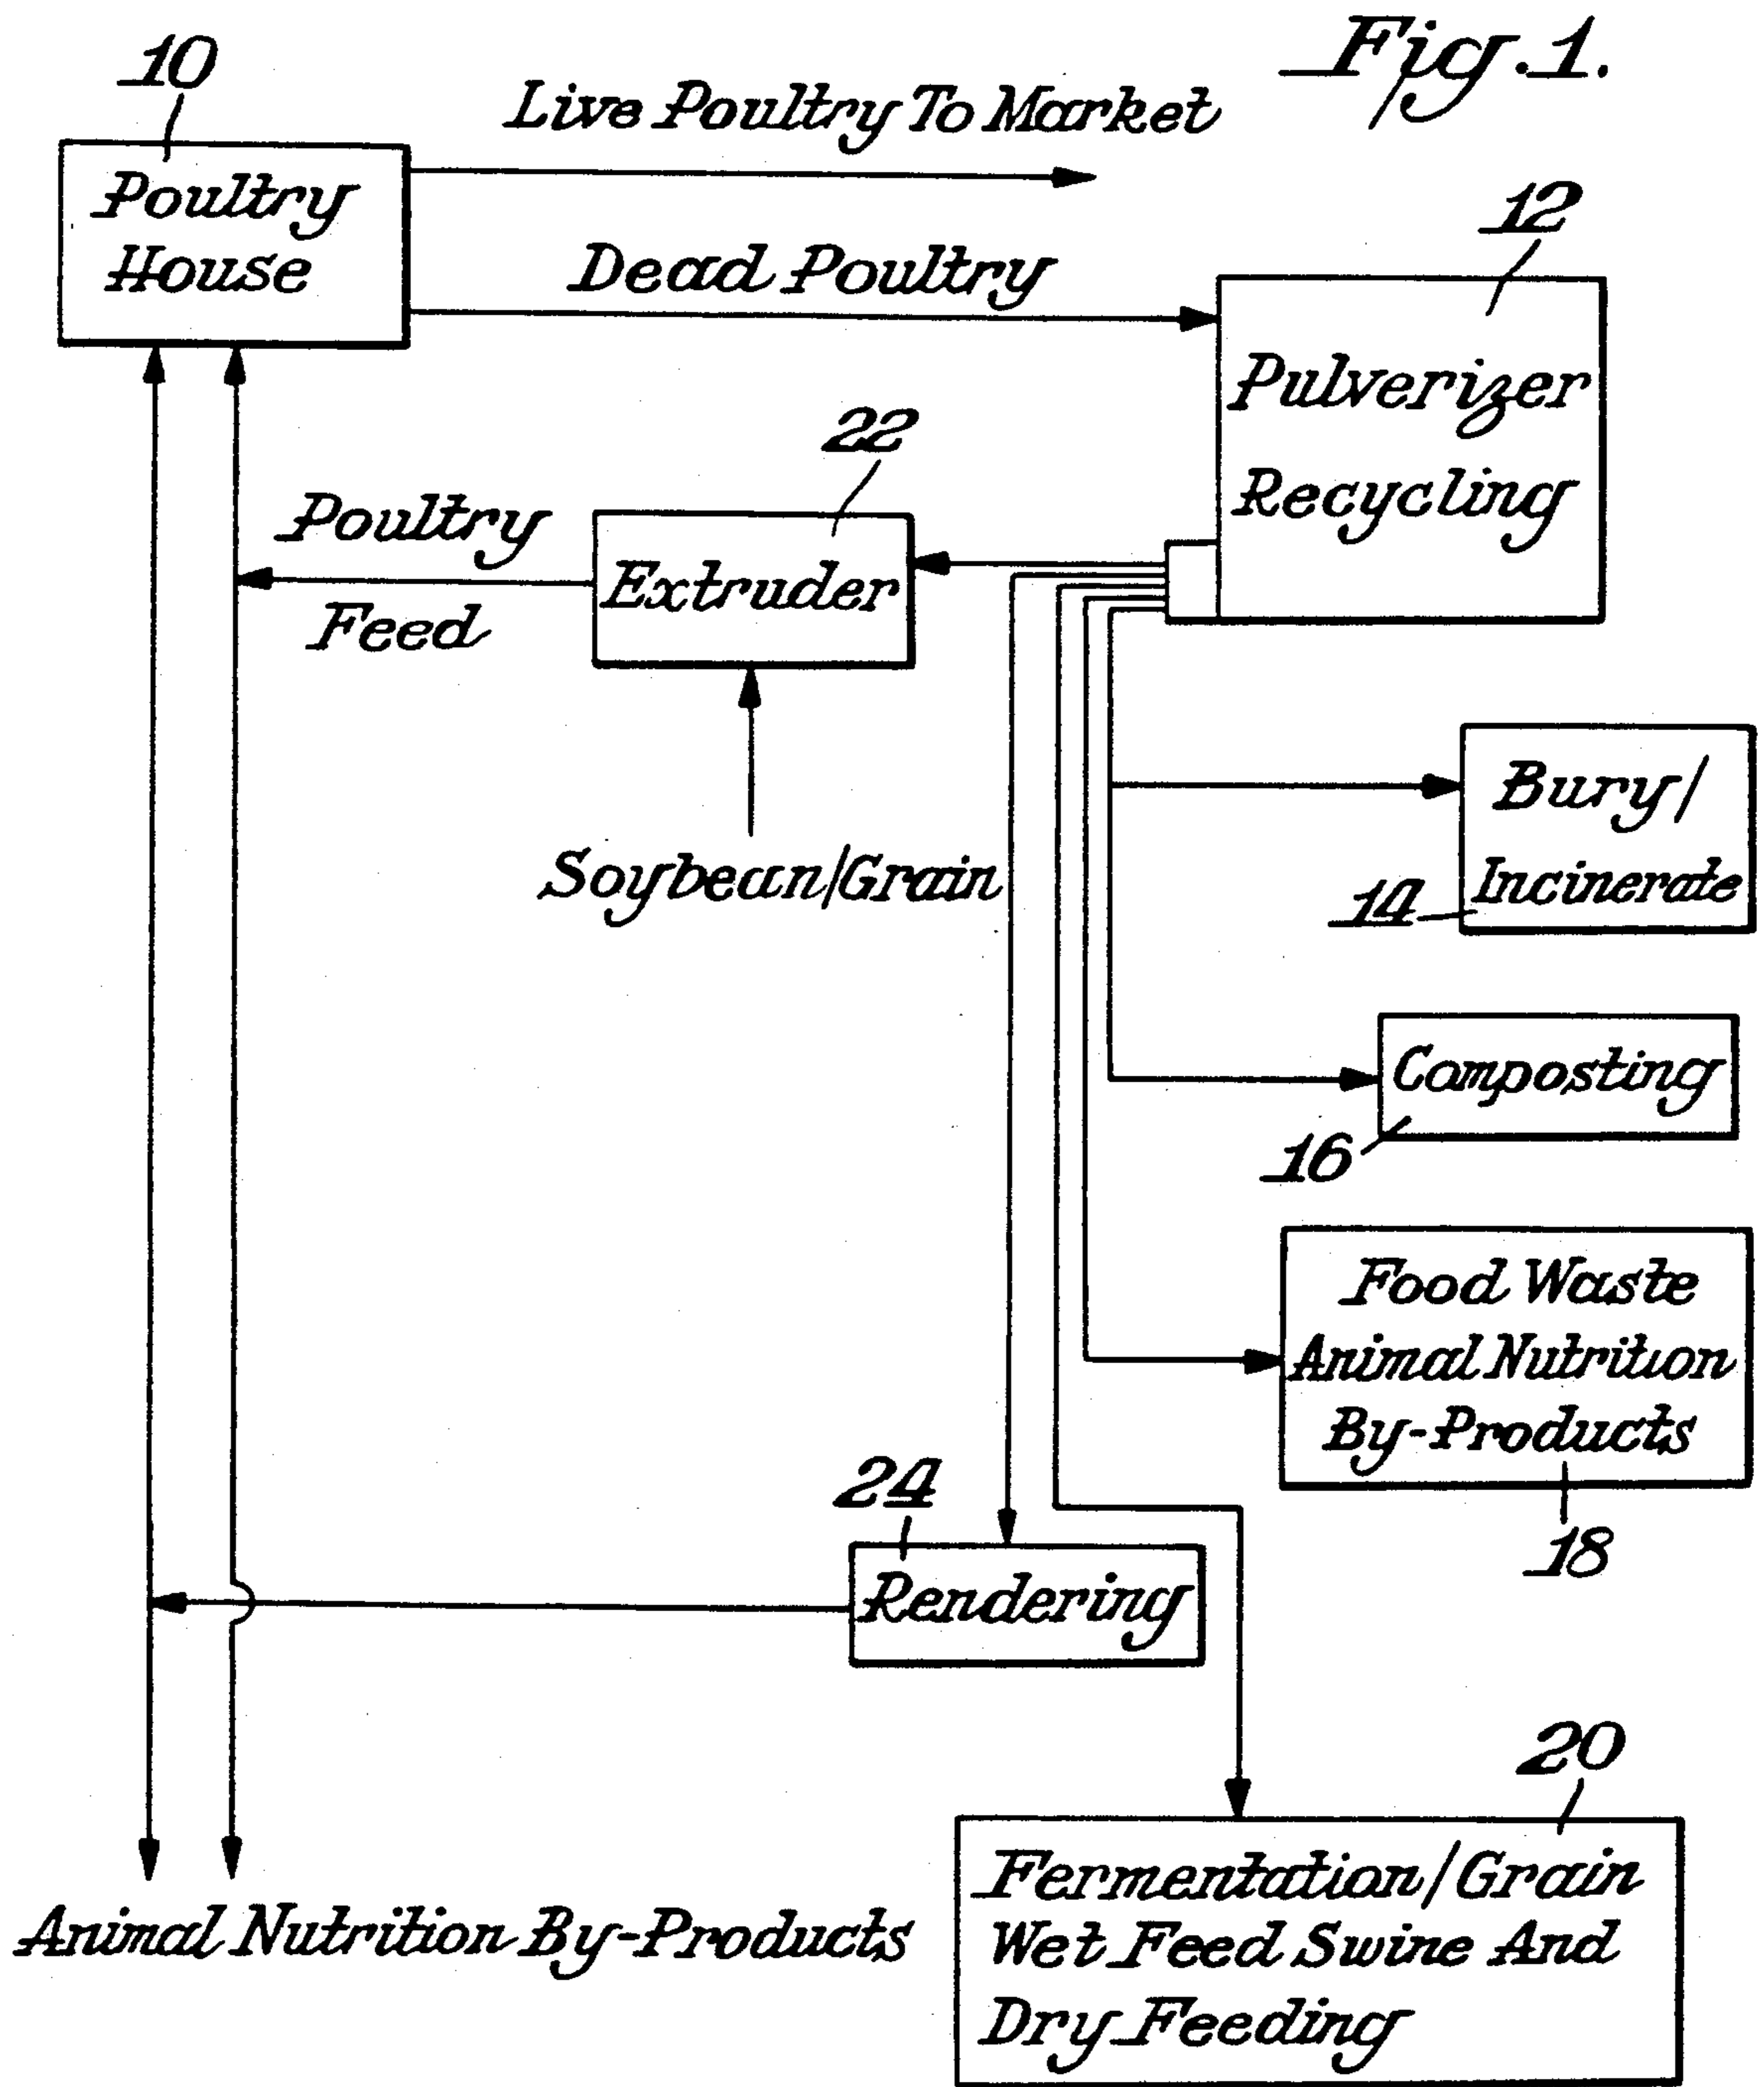 Fig. 1.
10
Live Poultry To Market
Poultry
House
12
Dead Poultry
Pulverizer
Recycling
22
Poultry
Feed
Extruder
Soybean/Grain
Bury/
Incinerate
14
Composting
16
Food Waste
Animal Nutrition
By-Products
18
24
Rendering
20
Animal Nutrition By-Products
Fermentation/Grain
Wet Feed Swine And
Dry Feeding